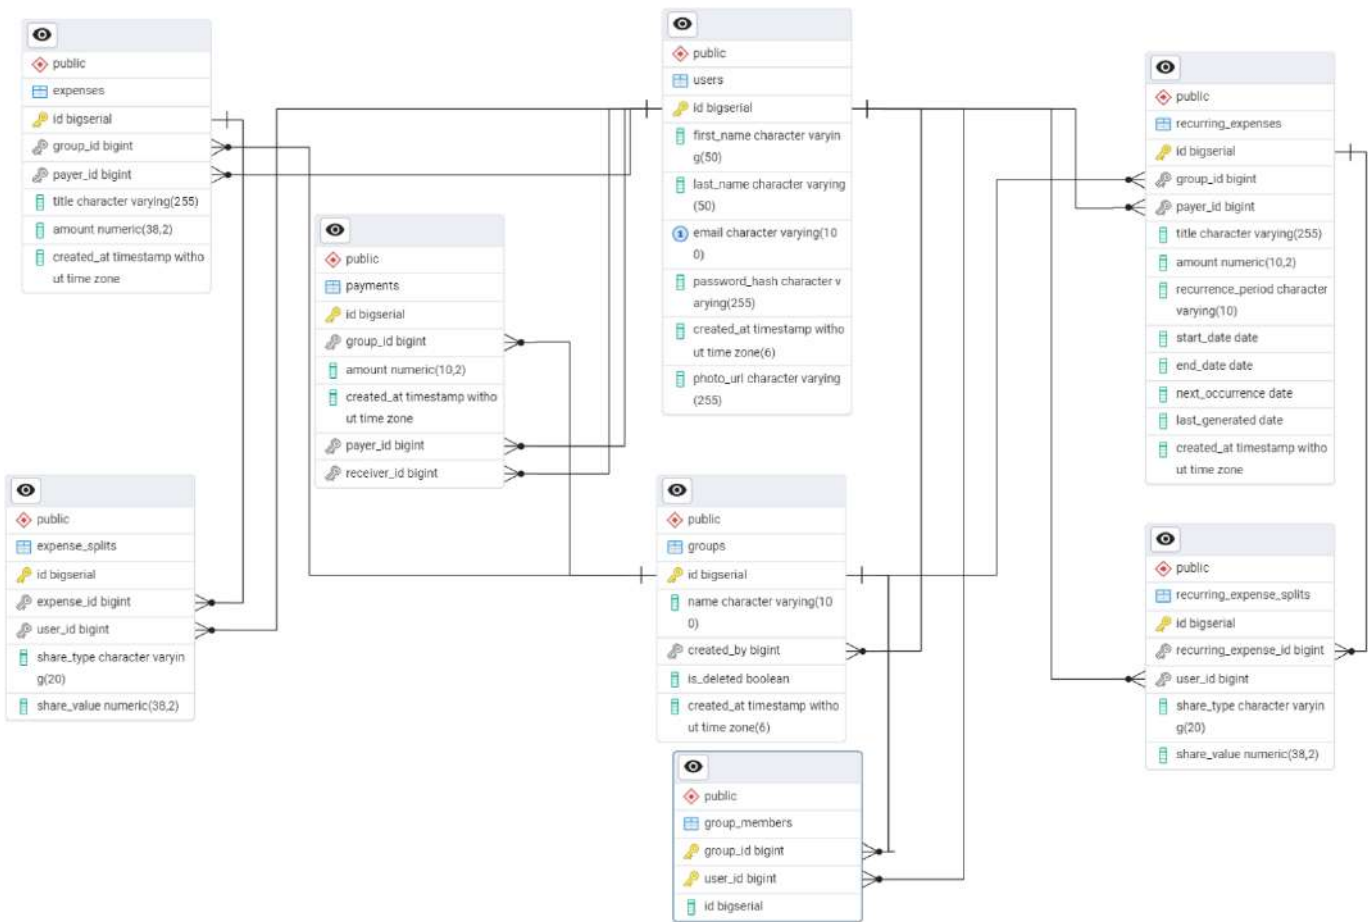 public
expenses
id bigserial
group_id bigint
payer_id bigint
title character varying(255)
amount numeric(38,2)
created_at timestamp witho
ut time zone
public
payments
id bigserial
group_id bigint
amount numeric(10,2)
created_at timestamp witho
ut time zone
payer_id bigint
receiver_id bigint
public
expense_splits
id bigserial
expense_id bigint
user_id bigint
share_type character varyin
g(20)
share_value numeric(38,2)
public
users
id bigserial
first_name character varyin
g(50)
last_name character varying
(50)
1
email character varying(10
0)
password_hash character v
arying(255)
created_at timestamp witho
ut time zone(6)
photo_url character varying
(255)
public
groups
id bigserial
name character varying(10
0)
created_by bigint
is_deleted boolean
created_at timestamp witho
ut time zone(6)
public
group_members
group_id bigint
user_id bigint
id bigserial
public
recurring_expenses
id bigserial
group_id bigint
payer_id bigint
title character varying(255)
amount numeric(10,2)
recurrence_period character
varying(10)
start_date date
end_date date
next_occurrence date
last_generated date
created_at timestamp witho
ut time zone
public
recurring_expense_splits
id bigserial
recurring_expense_id bigint
user_id bigint
share_type character varyin
g(20)
share_value numeric(38,2)